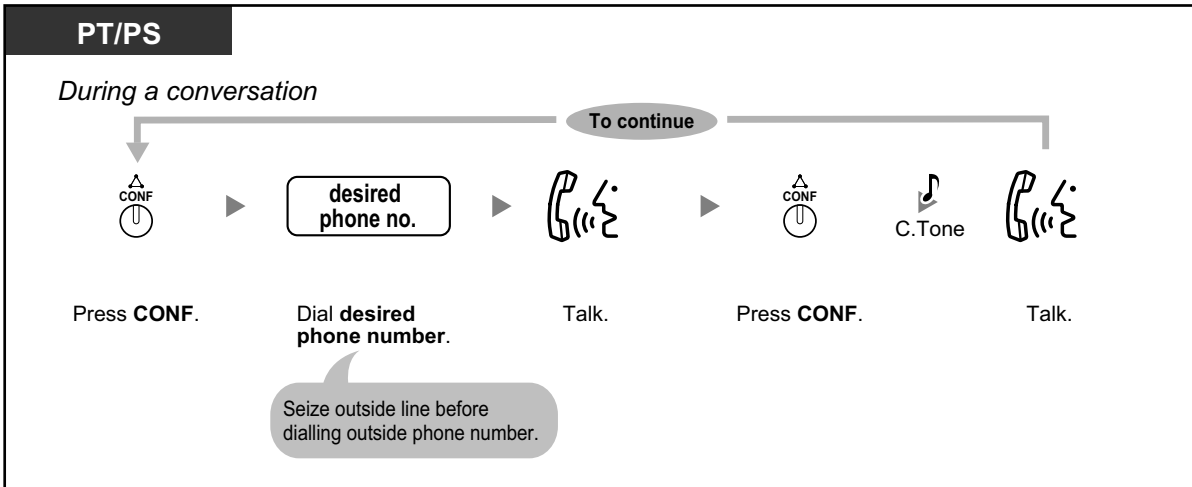 PT/PS
During a conversation
To continue
CONF
desired
phone no.
CONF
C.Tone
Press CONF.
Dial desired
phone number.
Talk.
Press CONF.
Talk.
Seize outside line before
dialling outside phone number.